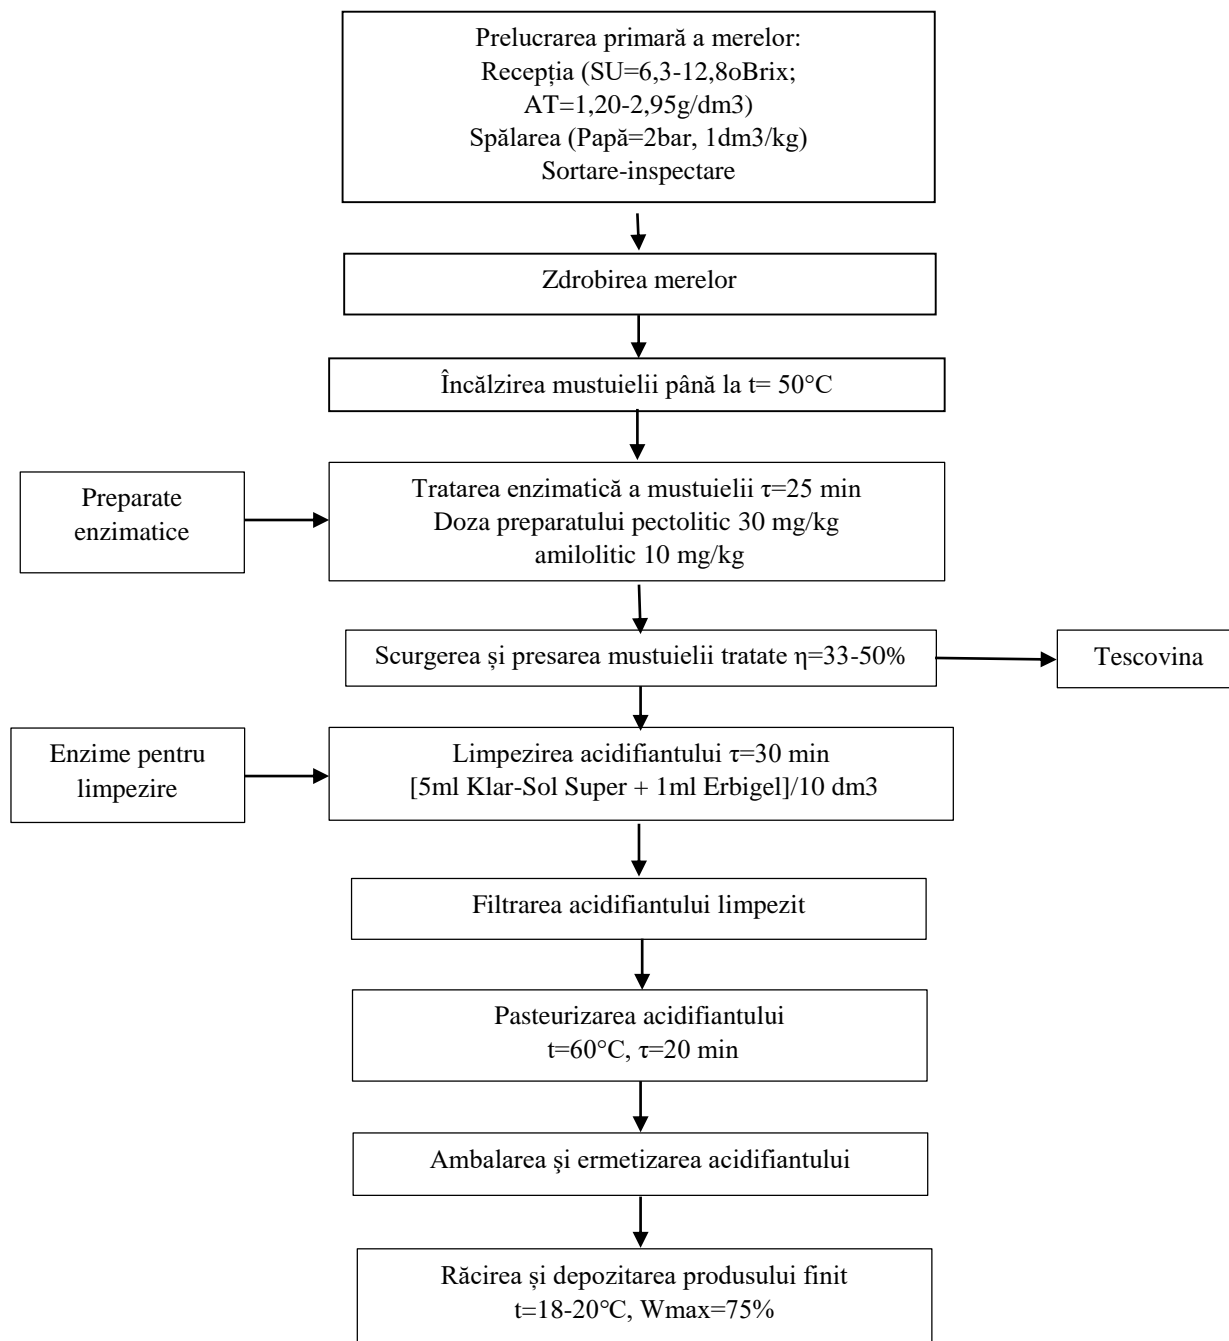 Prelucrarea primară a merelor:
Recepția (SU=6,3-12,8oBrix;
AT=1,20-2,95g/dm3)
Spălarea (Papă=2bar, 1dm3/kg)
Sortare-inspectare
Zdrobirea merelor
Încălzirea mustuielii până la t= 50°C
Preparate
enzimatice
Tratarea enzimatică a mustuielii τ=25 min
Doza preparatului pectolitic 30 mg/kg
amilolitic 10 mg/kg
Scurgerea și presarea mustuielii tratate η=33-50%
Tescovina
Enzime pentru
limpezire
Limpezirea acidifiantului τ=30 min
[5ml Klar-Sol Super + 1ml Erbigel]/10 dm3
Filtrarea acidifiantului limpezit
Pasteurizarea acidifiantului
t=60°C, τ=20 min
Ambalarea şi ermetizarea acidifiantului
Răcirea și depozitarea produsului finit
t=18-20℃, Wmax=75%